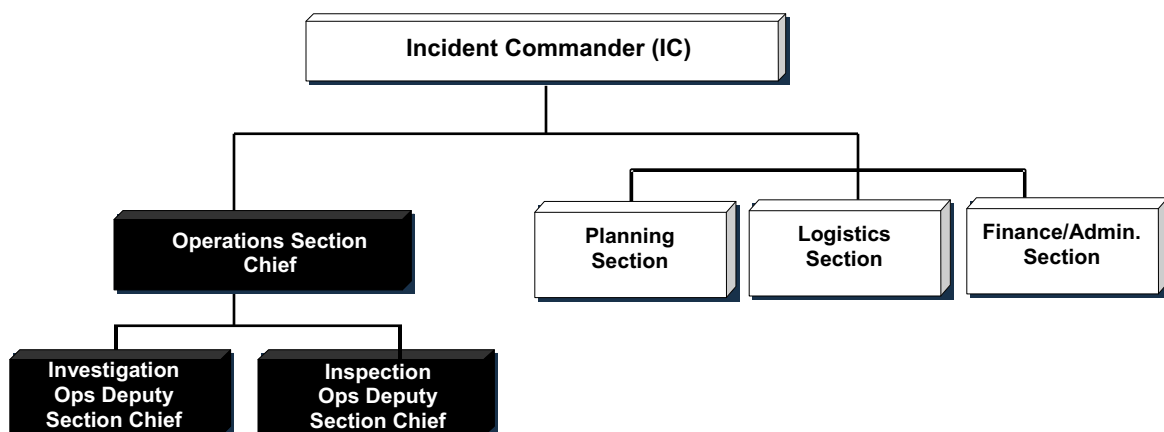 Incident Commander (IC)
Operations Section
Chief
Planning
Section
Logistics
Section
Finance/Admin.
Section
Investigation
Ops Deputy
Section Chief
Inspection
Ops Deputy
Section Chief